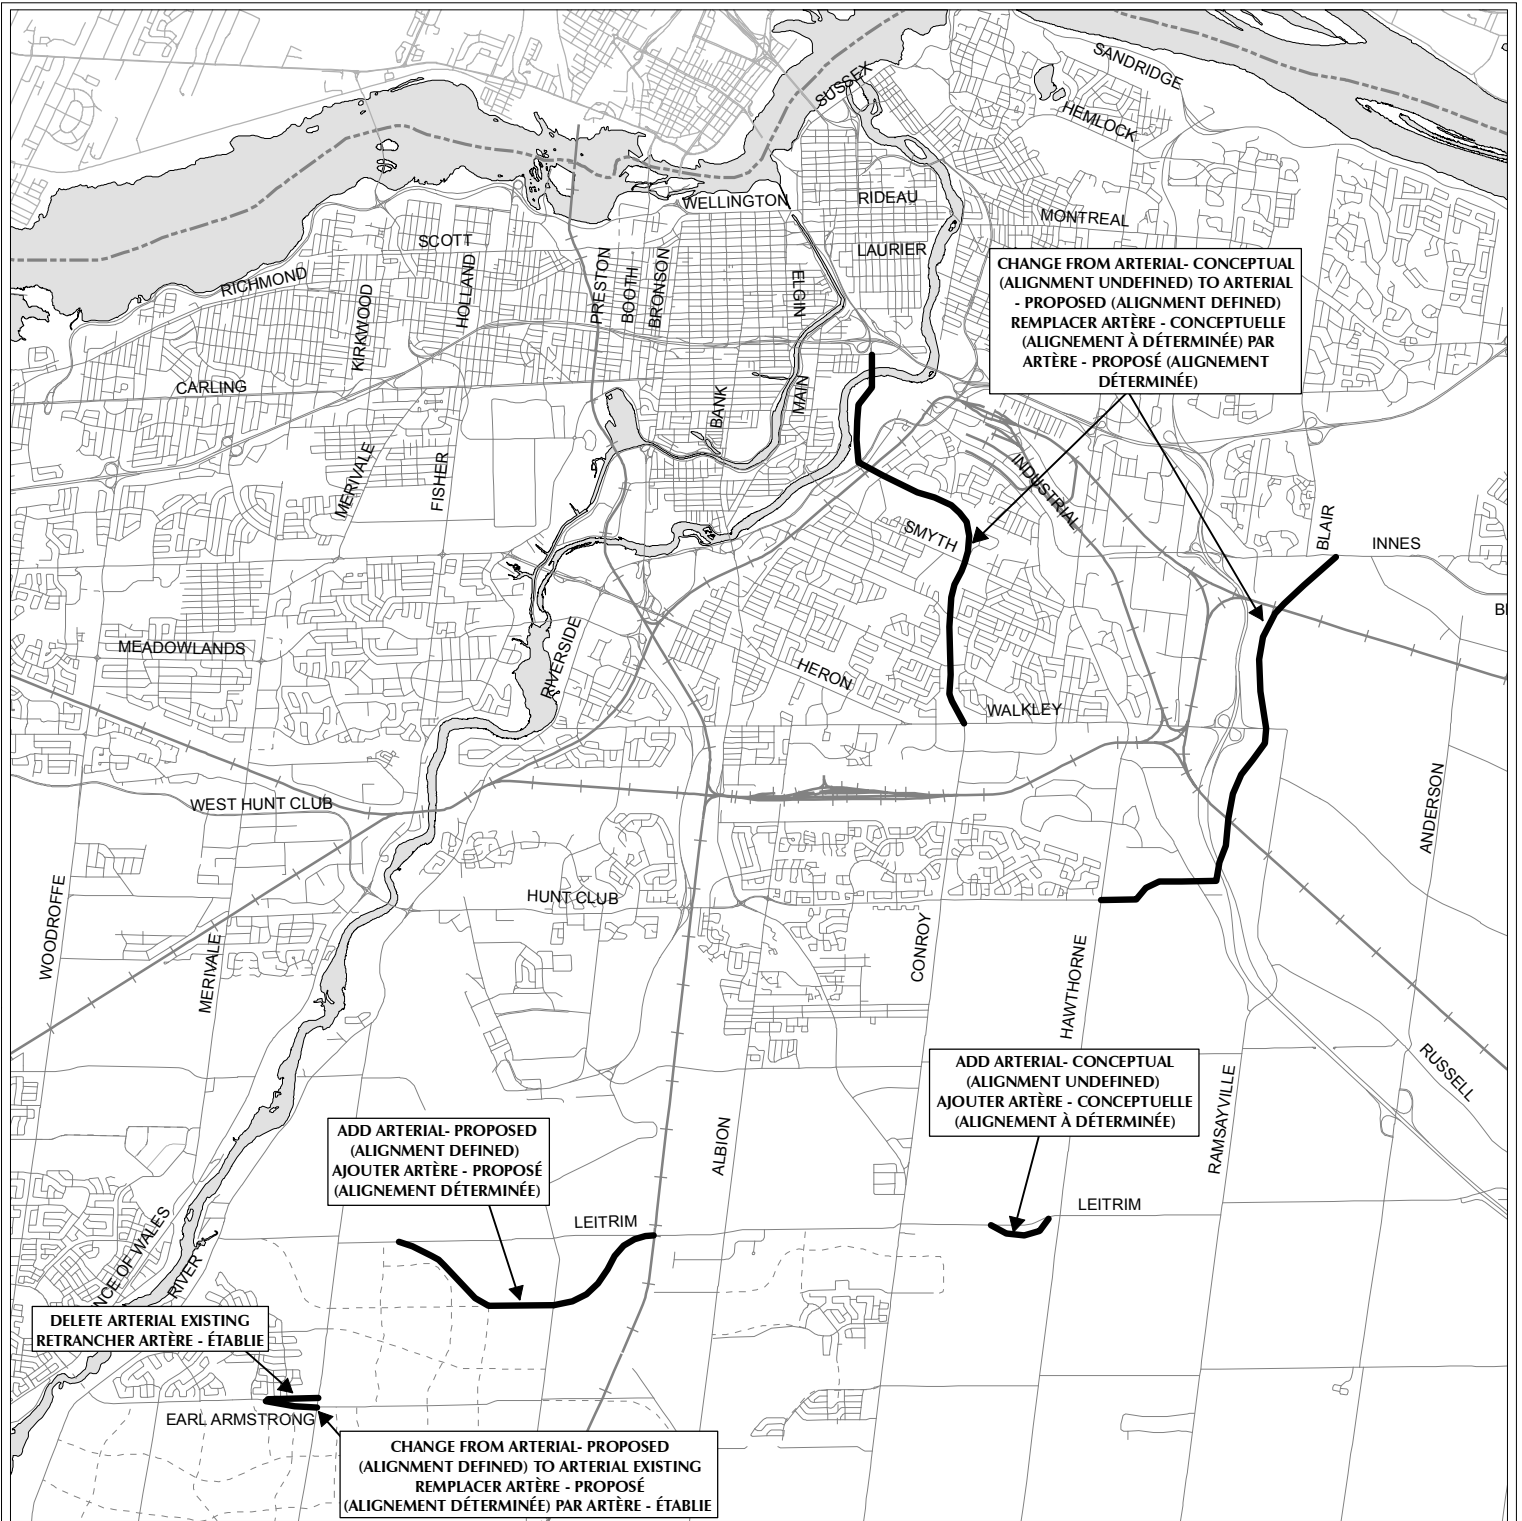 SANDRIDGE
SUSSEX
HEMLOCK
WELLINGTON
RIDEAU
MONTREAL
SCOTT
LAURIER
RICHMOND
HOLLAND
PRESTON
BOOTH
BRONSON
ELGIN
KIRKWOOD
CHANGE FROM ARTERIAL- CONCEPTUAL
(ALIGNMENT UNDEFINED) TO ARTERIAL
- PROPOSED (ALIGNMENT DEFINED)
REMPLACER ARTÈRE - CONCEPTUELLE
(ALIGNEMENT À DÉTERMINÉE) PAR
ARTÈRE - PROPOSÉ (ALIGNEMENT
DÉTERMINÉE)
CARLING
BANK
MAIN
MERIVALE
FISHER
INDUSTRIAL
SMYTH
BLAIR
INNES
BL
MEADOWLANDS
RIVERSIDE
HERON
WALKLEY
WEST HUNT CLUB
ANDERSON
HUNT CLUB
WOODROFFE
MERIVALE
CONROY
HAWTHORNE
RUSSELL
RAMSAYVILLE
ADD ARTERIAL- CONCEPTUAL
(ALIGNMENT UNDEFINED)
AJOUTER ARTÈRE - CONCEPTUELLE
(ALIGNEMENT À DÉTERMINÉE)
ADD ARTERIAL- PROPOSED
(ALIGNMENT DEFINED)
AJOUTER ARTÈRE - PROPOSÉ
(ALIGNEMENT DÉTERMINÉE)
ALBION
LEITRIM
LEITRIM
NCE OF WALES
RIVER
DELETE ARTERIAL EXISTING
RETRANCHER ARTÈRE - ÉTABLIE
EARL ARMSTRONG
CHANGE FROM ARTERIAL- PROPOSED
(ALIGNMENT DEFINED) TO ARTERIAL EXISTING
REMPLACER ARTÈRE - PROPOSÉ
(ALIGNEMENT DÉTERMINÉE) PAR ARTÈRE - ÉTABLIE